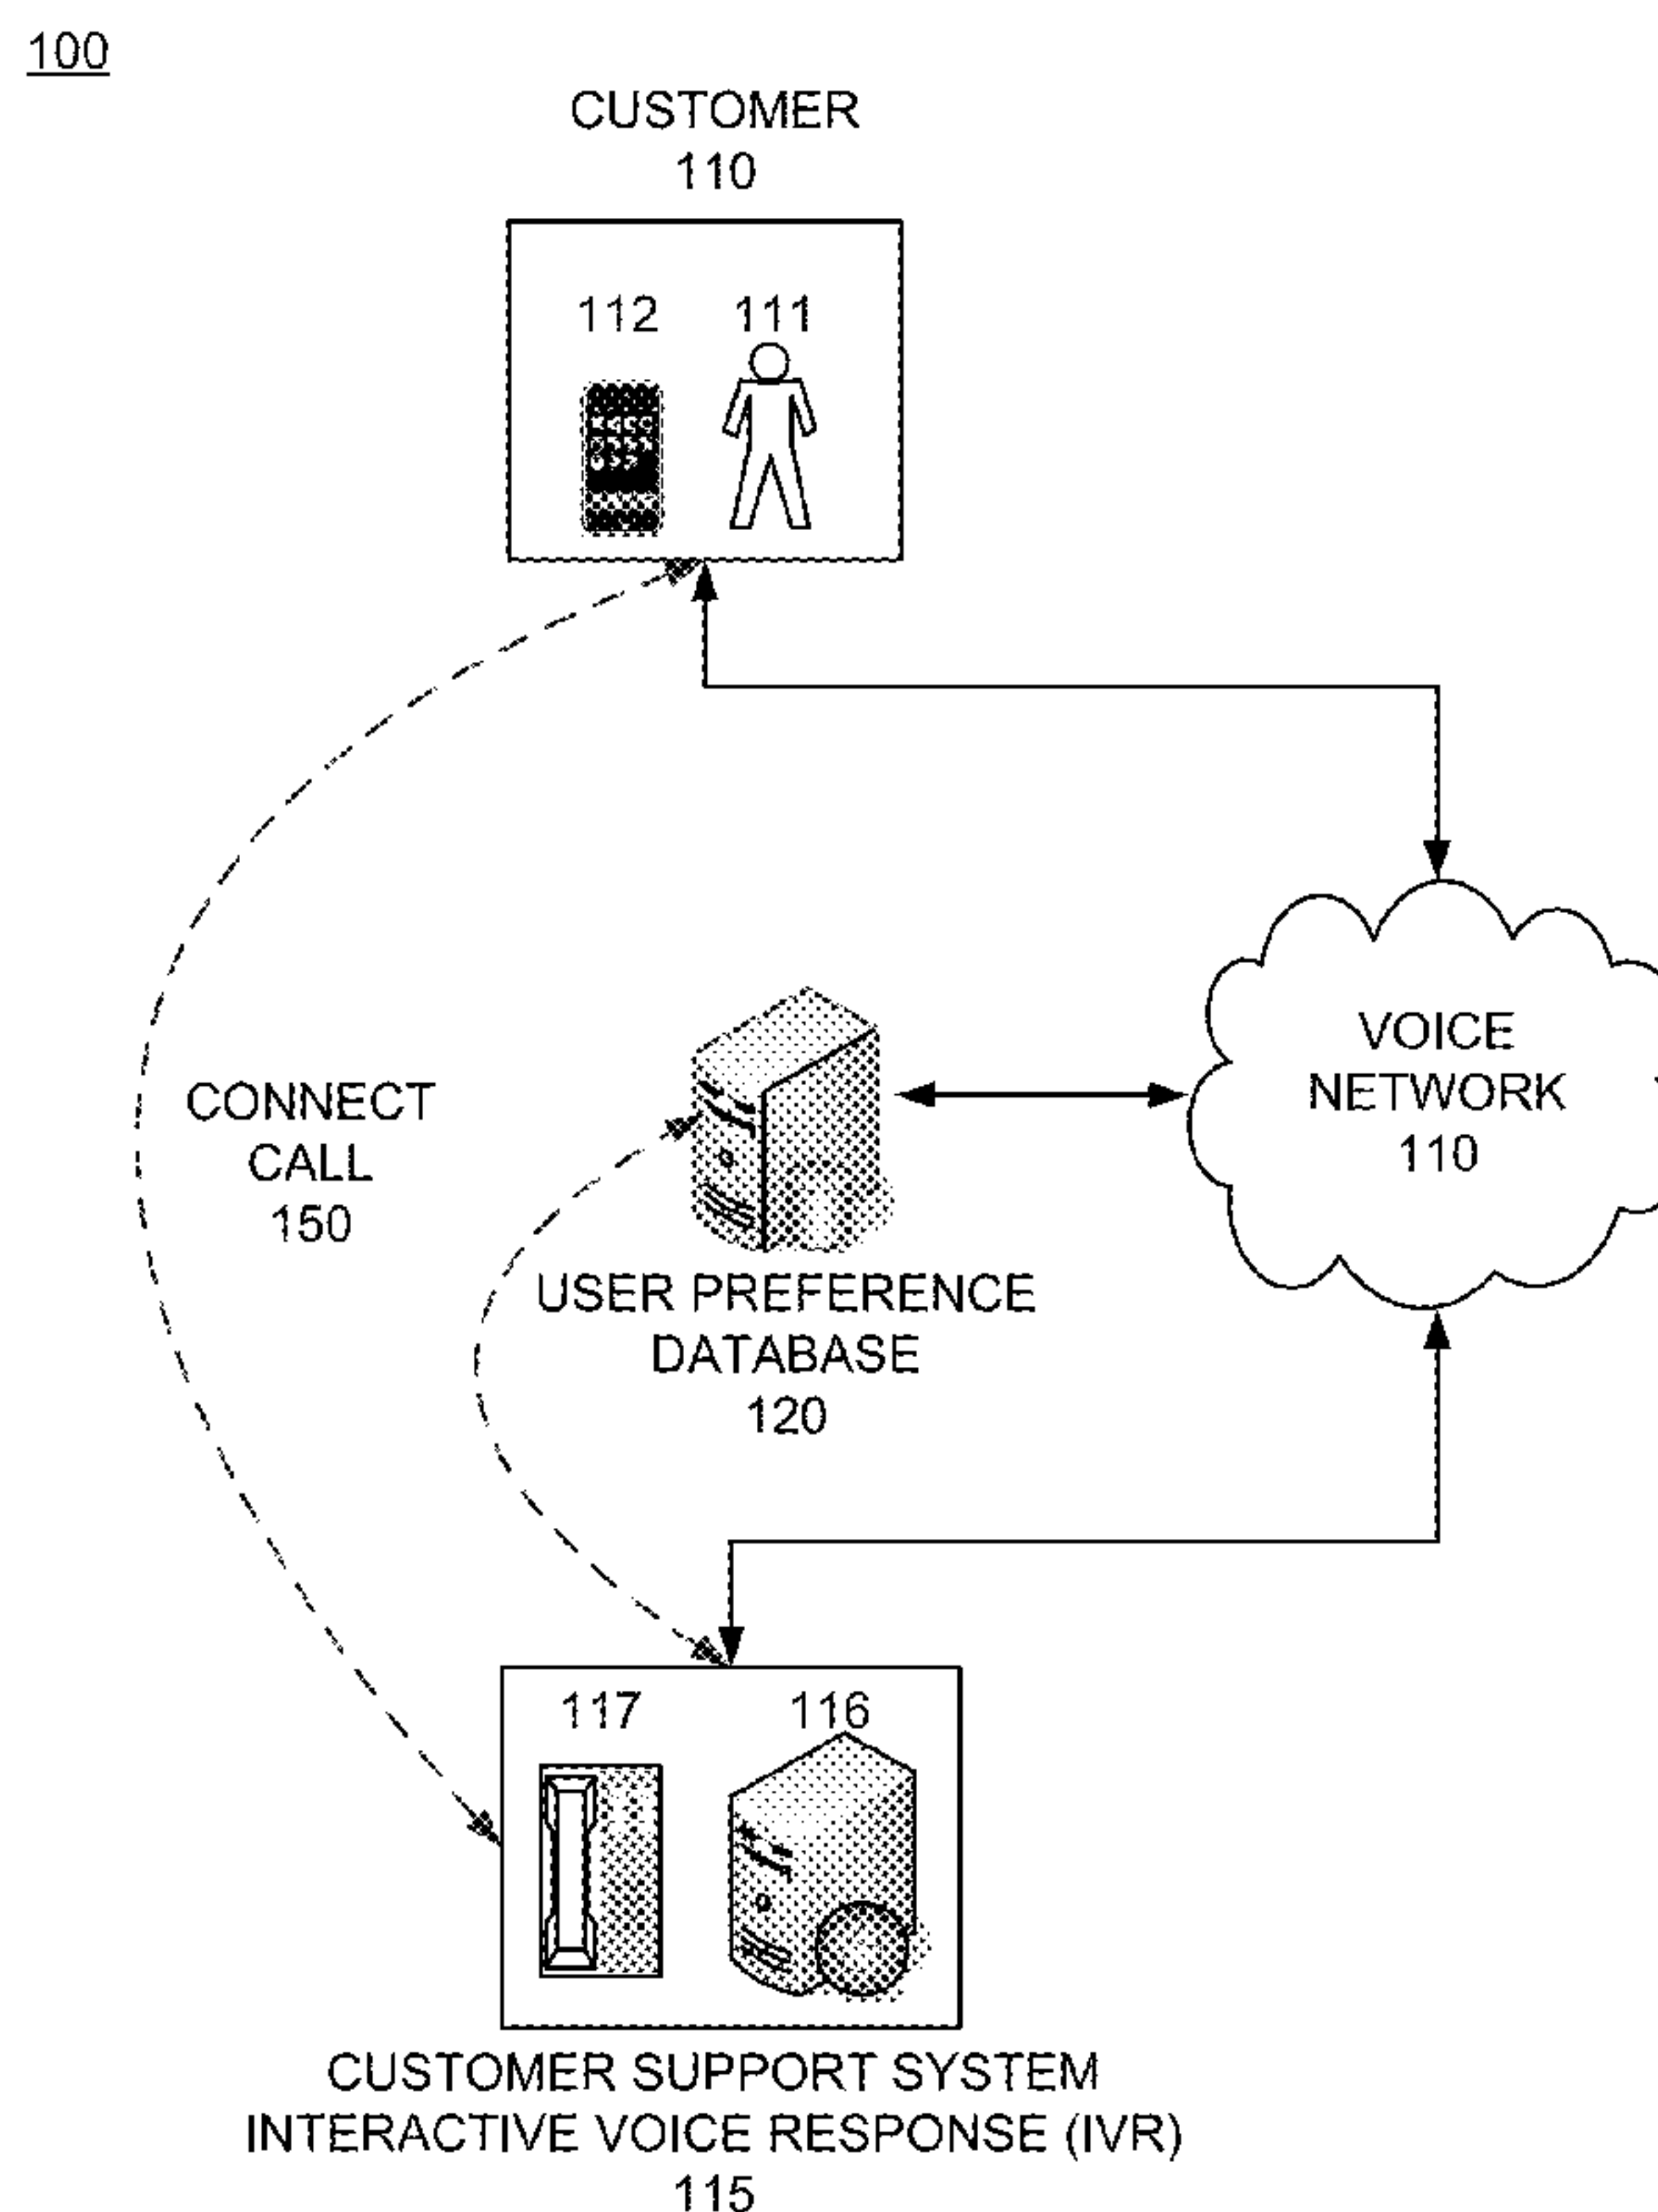 100
CUSTOMER
110
112 111
CONNECT
CALL
150
VOICE
NETWORK
110
USER PREFERENCE
DATABASE
120
117 116
CUSTOMER SUPPORT SYSTEM
INTERACTIVE VOICE RESPONSE (IVR)
115